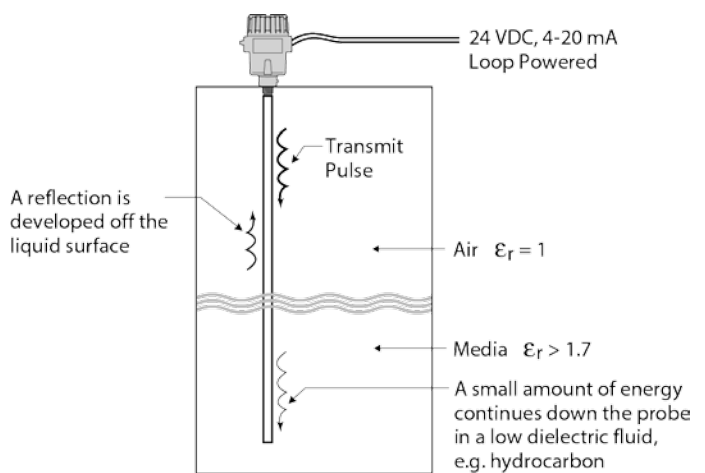 24 VDC, 4-20 mA
Loop Powered
Transmit
Pulse
A reflection is
developed off the
liquid surface
Air εr = 1
Media εr > 1.7
A small amount of energy
continues down the probe
in a low dielectric fluid,
e.g. hydrocarbon